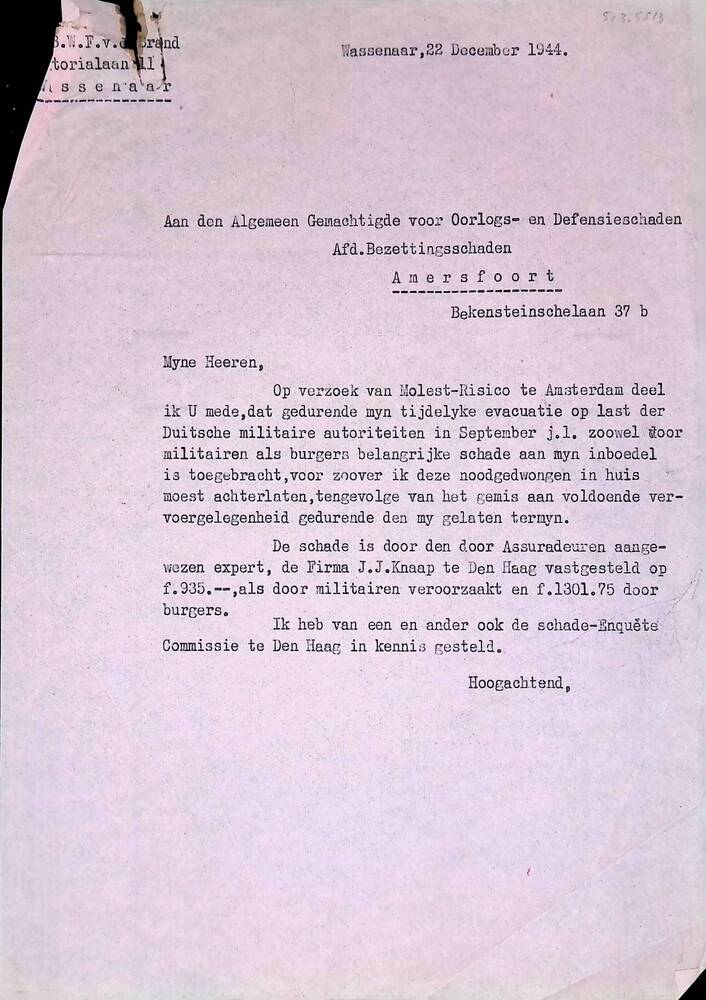 513.5513
B.W.F.v.d.Brand
torialaan 11
W a s s e n a a r
Wassenaar,22 December 1944.
Aan den Algemeen Gemachtigde voor Oorlogs- en Defensieschaden
Afd.Bezettingsschaden
A m e r s f o o r t
Bekensteinschelaan 37 b
Myne Heeren,
Op verzoek van Molest-Risico te Amsterdam deel
ik U mede,dat gedurende myn tijdelyke evacuatie op last der
Duitsche militaire autoriteiten in September j.l. zoowel door
militairen als burgers belangrijke schade aan myn inboedel
is toegebracht,voor zoover ik deze noodgedwongen in huis
moest achterlaten,tengevolge van het gemis aan voldoende ver-
voergelegenheid gedurende den my gelaten termyn.
De schade is door den door Assuradeuren aange-
wezen expert, de Firma J.J.Knaap te Den Haag vastgesteld op
f.935.--,als door militairen veroorzaakt en f.1301.75 door
burgers.
Ik heb van een en ander ook de schade-Enquête
Commissie te Den Haag in kennis gesteld.
Hoogachtend,